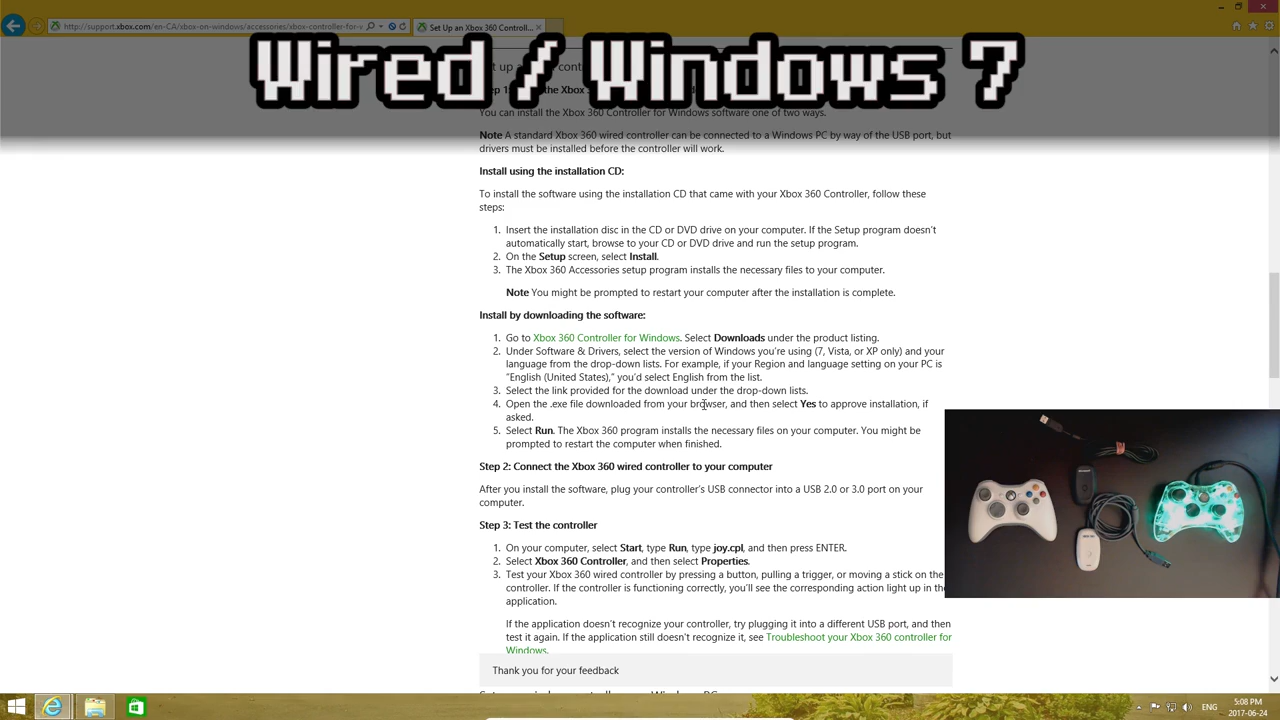 http://support.xbox.com/en-CA/xbox-on-windows/accessories/xbox-controller-for-w
Set Up an Xbox 360 Controll...
Wired / Windows 7
You can install the Xbox 360 Controller for Windows software one of two ways.
Note A standard Xbox 360 wired controller can be connected to a Windows PC by way of the USB port, but
drivers must be installed before the controller will work.
Install using the installation CD:
To install the software using the installation CD that came with your Xbox 360 Controller, follow these
steps:
1. Insert the installation disc in the CD or DVD drive on your computer. If the Setup program doesn't
automatically start, browse to your CD or DVD drive and run the setup program.
2. On the Setup screen, select Install.
3. The Xbox 360 Accessories setup program installs the necessary files to your computer.
Note You might be prompted to restart your computer after the installation is complete.
Install by downloading the software:
1. Go to Xbox 360 Controller for Windows. Select Downloads under the product listing.
2. Under Software & Drivers, select the version of Windows you're using (7, Vista, or XP only) and your
language from the drop-down lists. For example, if your Region and language setting on your PC is
"English (United States)," you'd select English from the list.
3. Select the link provided for the download under the drop-down lists.
4. Open the .exe file downloaded from your browser, and then select Yes to approve installation, if
asked.
5. Select Run. The Xbox 360 program installs the necessary files on your computer. You might be
prompted to restart the computer when finished.
Step 2: Connect the Xbox 360 wired controller to your computer
After you install the software, plug your controller's USB connector into a USB 2.0 or 3.0 port on your
computer.
Step 3: Test the controller
1. On your computer, select Start, type Run, type joy.cpl, and then press ENTER.
2. Select Xbox 360 Controller, and then select Properties.
3. Test your Xbox 360 wired controller by pressing a button, pulling a trigger, or moving a stick on the
controller. If the controller is functioning correctly, you'll see the corresponding action light up in the
application.
If the application doesn't recognize your controller, try plugging it into a different USB port, and then
test it again. If the application still doesn't recognize it, see Troubleshoot your Xbox 360 controller for
Windows.
Thank you for your feedback
ENG
5:08 PM
2017-06-24